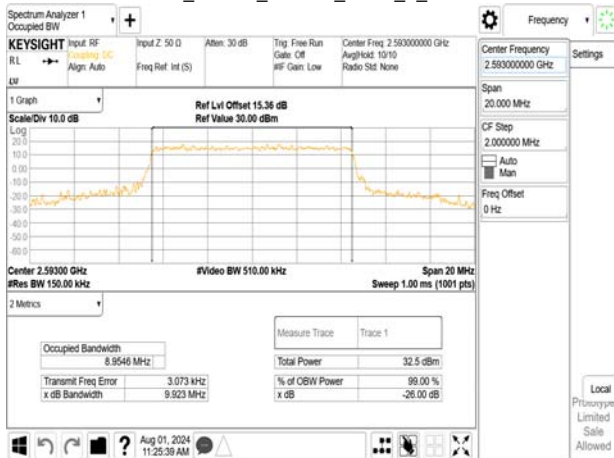 Spectrum Analyzer 1
Occupied BW
Frequency
KEYSIGHT
Input: RF
Coupling: DC
Align: Auto
Input Z: 50 Ω
Freq Ref: Int (S)
Atten: 30 dB
Trig: Free Run
Gate: Off
#IF Gain: Low
Center Freq: 2.593000000 GHz
Avg|Hold: 10/10
Radio Std: None
RL
LXI
Center Frequency
2.593000000 GHz
Settings
Span
20.000 MHz
CF Step
2.000000 MHz
Auto
Man
Freq Offset
0 Hz
1 Graph
Scale/Div 10.0 dB
Ref Lvl Offset 15.36 dB
Ref Value 30.00 dBm
Log
20.0
10.0
0.00
-10.0
-20.0
-30.0
-40.0
-50.0
-60.0
Center 2.59300 GHz
#Video BW 510.00 kHz
Span 20 MHz
#Res BW 150.00 kHz
Sweep 1.00 ms (1001 pts)
2 Metrics
Measure Trace
Trace 1
Occupied Bandwidth
8.9546 MHz
Total Power
32.5 dBm
Transmit Freq Error
3.073 kHz
% of OBW Power
99.00 %
x dB Bandwidth
9.923 MHz
x dB
-26.00 dB
Local
Prototype
Limited
Sale
Allowed
Aug 01, 2024
11:25:39 AM